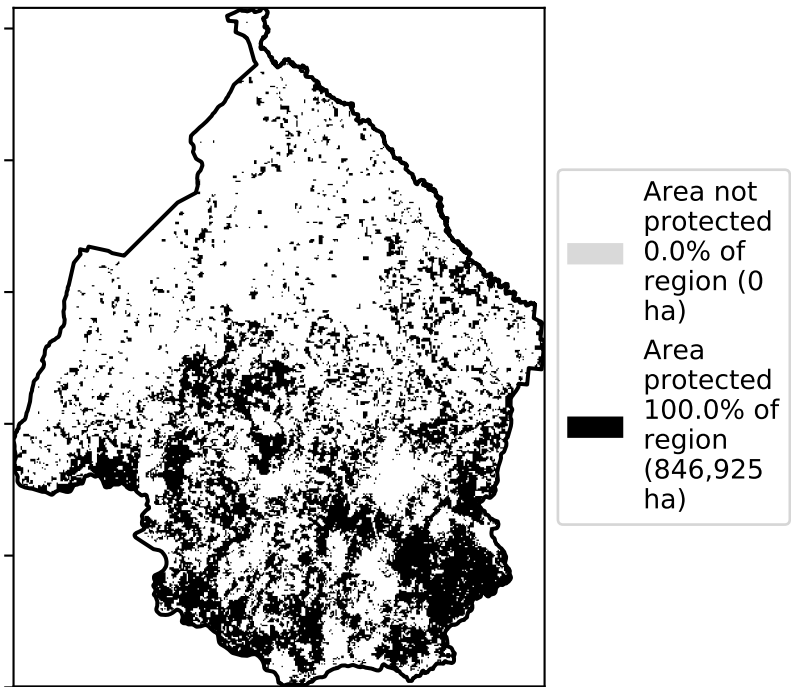 Area not
protected
0.0% of
region (0
ha)
Area
protected
100.0% of
region
(846,925
ha)